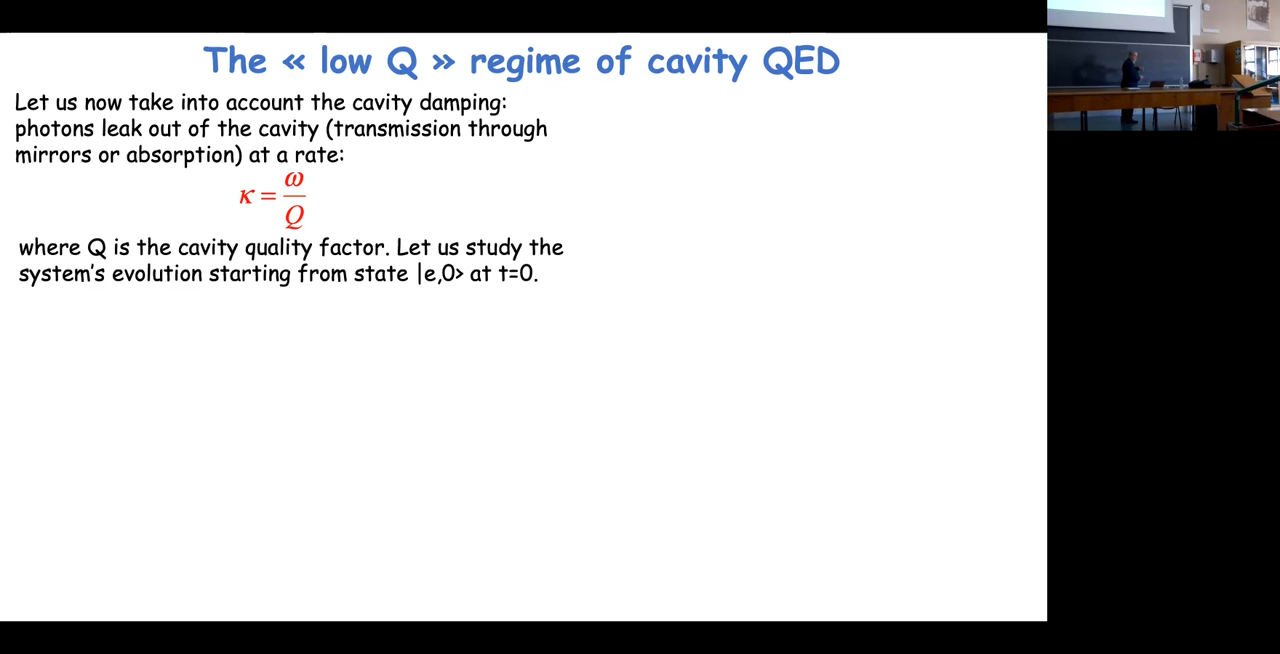 The « low Q » regime of cavity QED
Let us now take into account the cavity damping:
photons leak out of the cavity (transmission through
mirrors or absorption) at a rate:
κ = ω/Q
where Q is the cavity quality factor. Let us study the
system's evolution starting from state |e,0> at t=0.